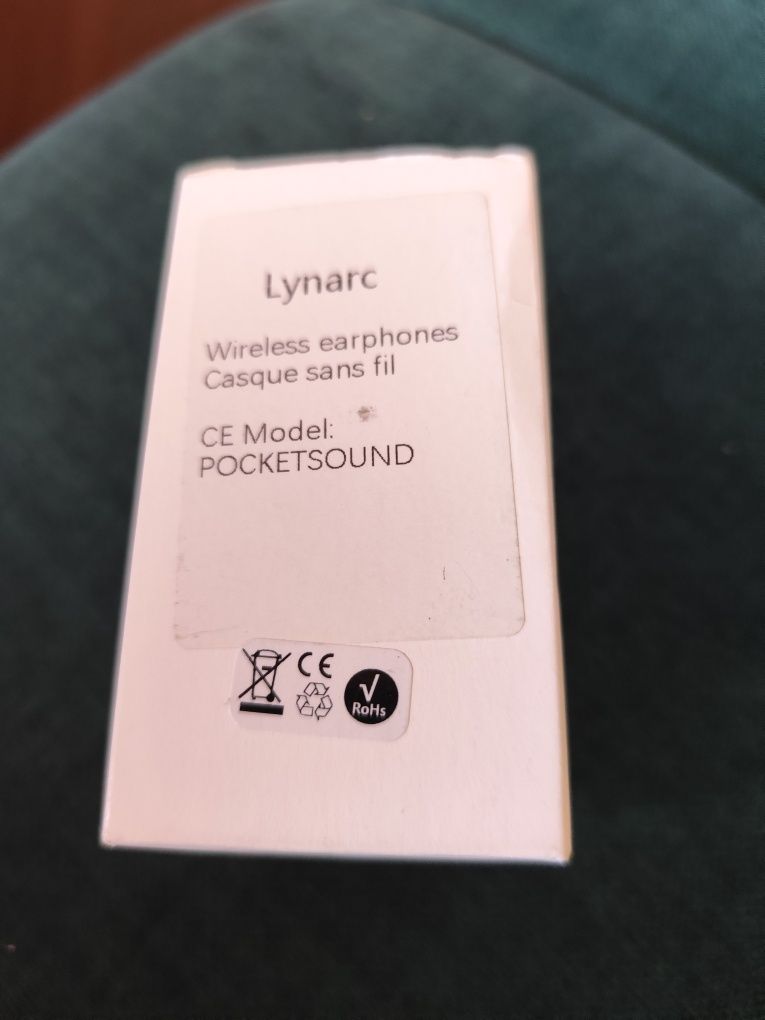 Lynarc
Wireless earphones
Casque sans fil
CE Model:
POCKETSOUND
CE
√
RoHs